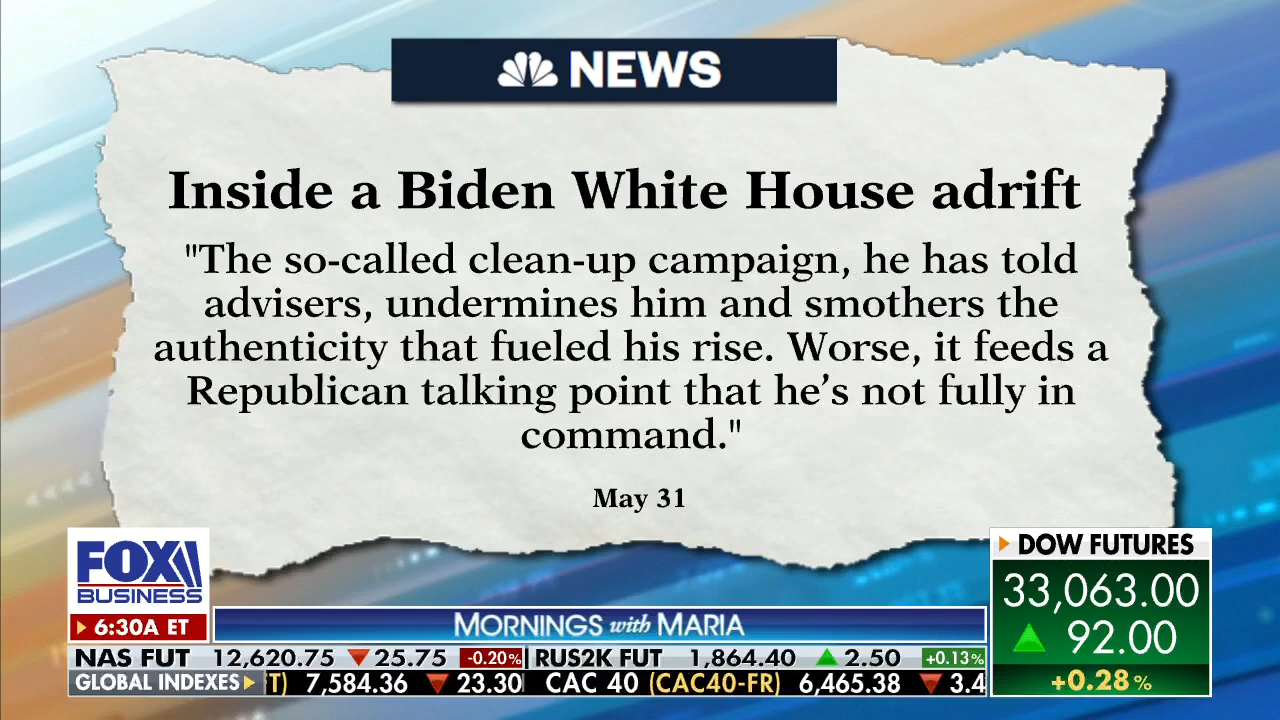 NEWS
Inside a Biden White House adrift
"The so-called clean-up campaign, he has told
advisers, undermines him and smothers the
authenticity that fueled his rise. Worse, it feeds a
Republican talking point that he’s not fully in
command."
May 31
FOX
BUSINESS
6:30A ET
MORNINGS with MARIA
DOW FUTURES
33,063.00
92.00
+0.28%
NAS FUT 12,620.75 25.75 -0.20% RUS2K FUT 1,864.40 2.50 +0.13%
GLOBAL INDEXES T) 7,584.36 23.30 CAC 40 (CAC40-FR) 6,465.38 3.4